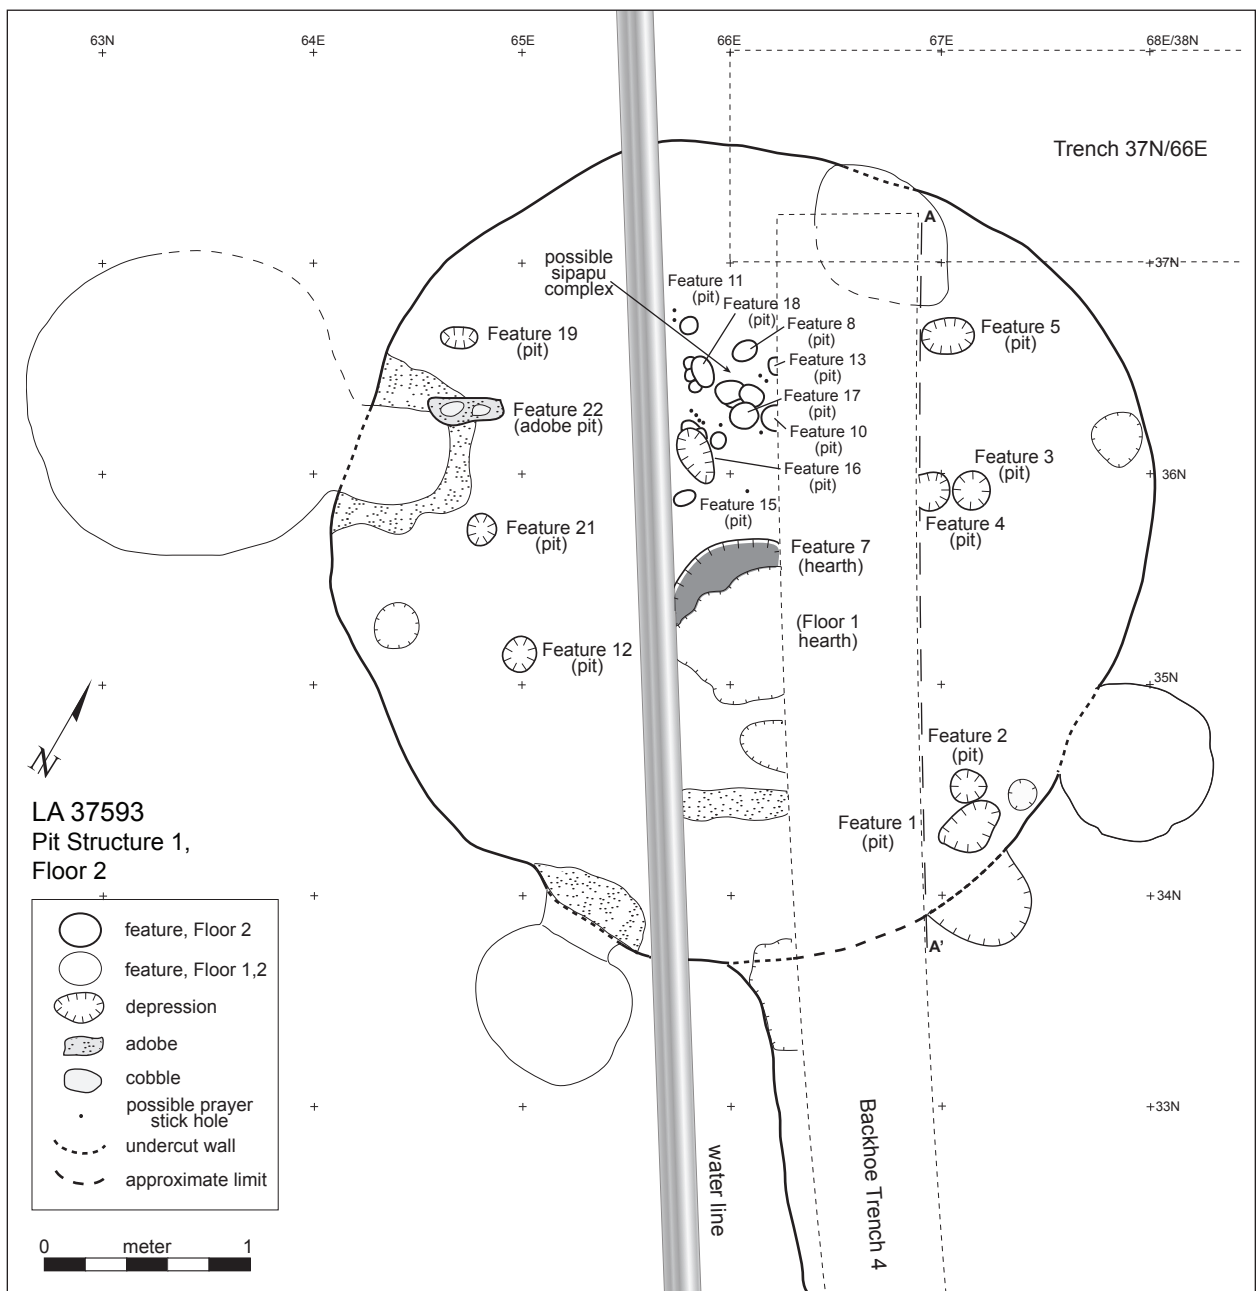 63N 64E 65E 66E 67E 68E/38N
Trench 37N/66E
A
37N
possible
sipapu
complex
Feature 11
(pit)
Feature 18
(pit)
Feature 8
(pit)
Feature 13
(pit)
Feature 17
(pit)
Feature 10
(pit)
Feature 16
(pit)
Feature 15
(pit)
Feature 19
(pit)
Feature 22
(adobe pit)
Feature 21
(pit)
Feature 12
(pit)
Feature 5
(pit)
Feature 3
(pit)
36N
Feature 4
(pit)
Feature 7
(hearth)
(Floor 1
hearth)
35N
Feature 2
(pit)
Feature 1
(pit)
34N
A'
33N
water line
Backhoe Trench 4
N
LA 37593
Pit Structure 1,
Floor 2
feature, Floor 2
feature, Floor 1,2
depression
adobe
cobble
possible prayer
stick hole
undercut wall
approximate limit
0 meter 1